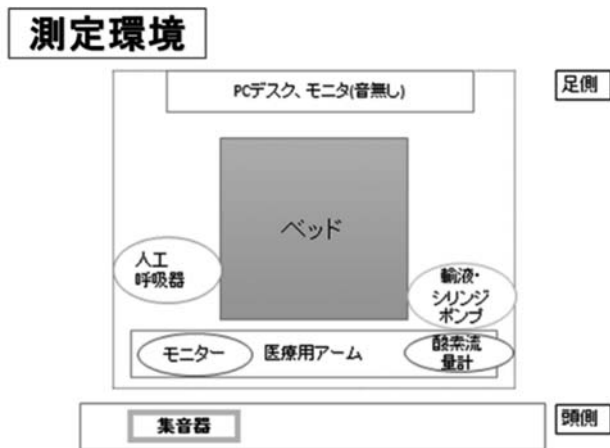 測定環境
PCデスク、モニタ(音無し)
足側
ベッド
人工
呼吸器
輸液・
シリンジ
ポンプ
モニター
医療用アーム
酸素流
量計
集音器
頭側